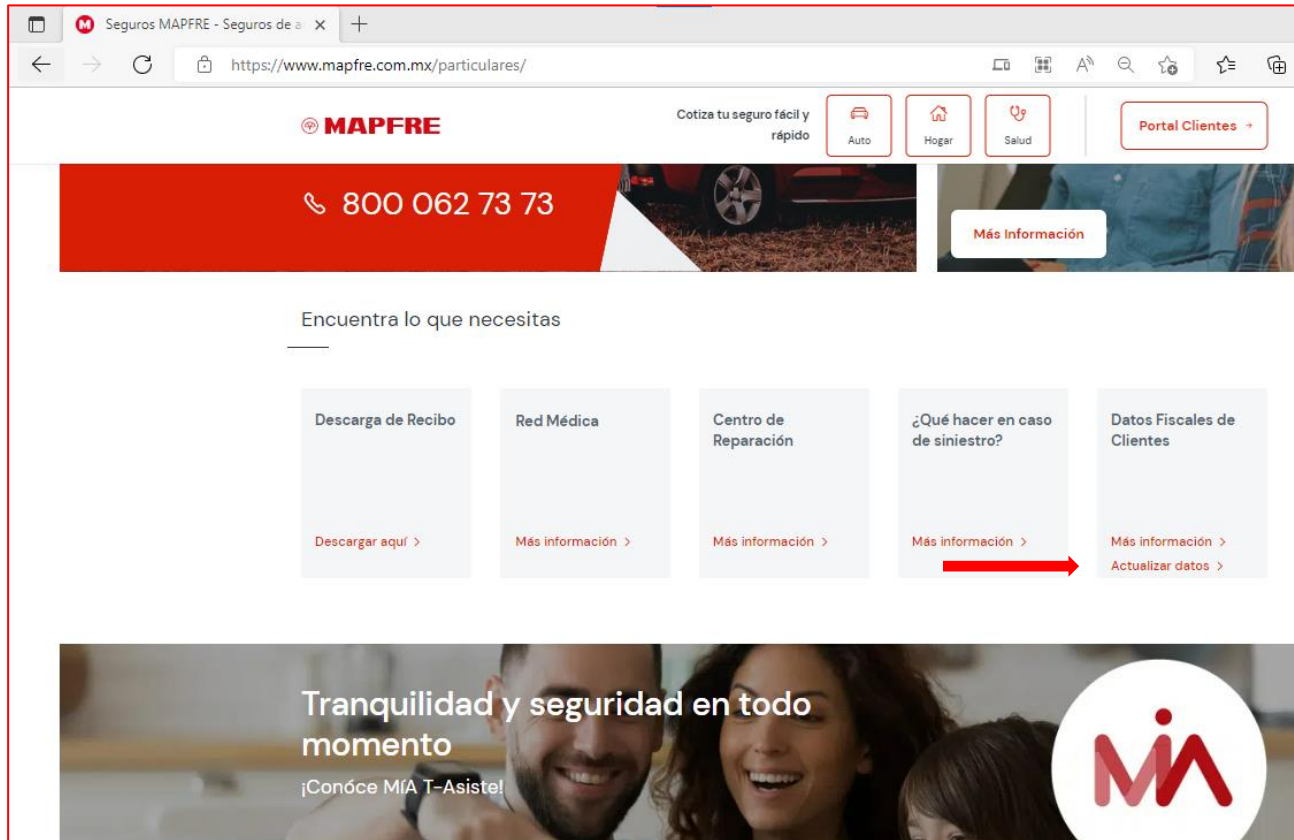 Seguros MAPFRE - Seguros de a
https://www.mapfre.com.mx/particulares/
MAPFRE
Cotiza tu seguro fácil y
rápido
Auto
Hogar
Salud
Portal Clientes
800 062 73 73
Más Información
Encuentra lo que necesitas
Descarga de Recibo
Descargar aquí >
Red Médica
Más información >
Centro de
Reparación
Más información >
¿Qué hacer en caso
de siniestro?
Más información >
Datos Fiscales de
Clientes
Más información >
Actualizar datos >
Tranquilidad y seguridad en todo
momento
¡Conóce MíA T-Asiste!
MÍA